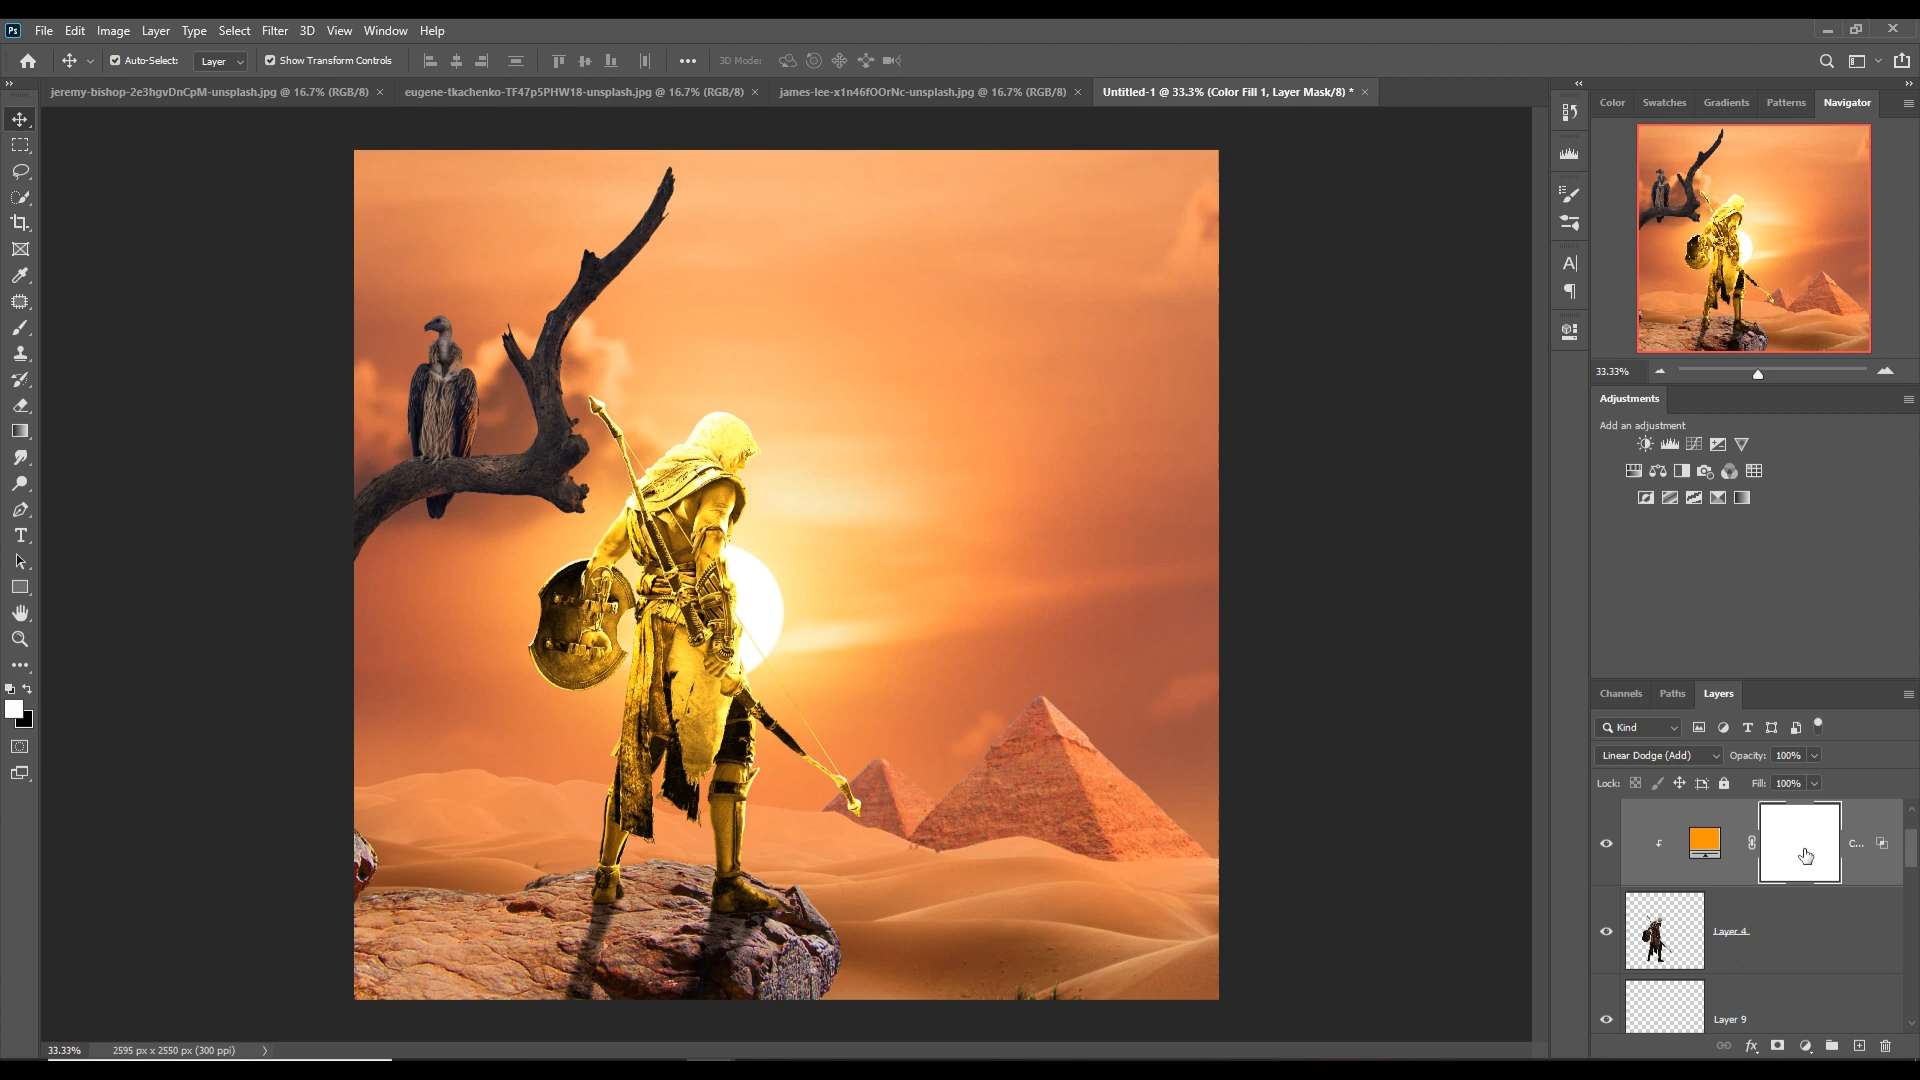 Ps File Edit Image Layer Type Select Filter 3D View Window Help
Auto-Select: Layer Show Transform Controls 3D Mode:
jeremy-bishop-2e3hgvDnCpM-unsplash.jpg @ 16.7% (RGB/8) eugene-tkachenko-TF47p5PHW18-unsplash.jpg @ 16.7% (RGB/8) james-lee-x1n46fOOrNc-unsplash.jpg @ 16.7% (RGB/8) Untitled-1 @ 33.3% (Color Fill 1, Layer Mask/8) *
Color Swatches Gradients Patterns Navigator
33.33%
Adjustments
Add an adjustment
Channels Paths Layers
Kind
Linear Dodge (Add) Opacity: 100%
Lock: Fill: 100%
C...
Layer 4
Layer 9
33.33% 2595 px x 2550 px (300 ppi)